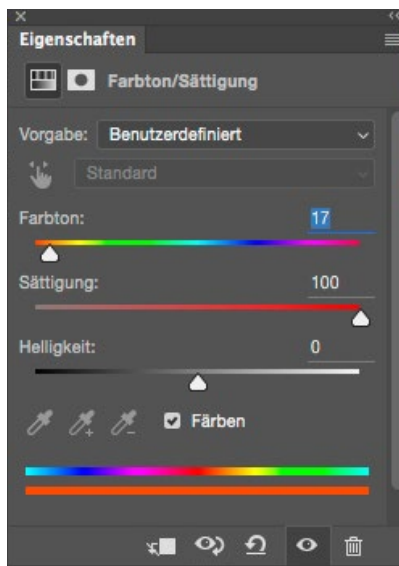 Eigenschaften
Farbton/Sättigung
Vorgabe: Benutzerdefiniert
Standard
Farbton: 17
Sättigung: 100
Helligkeit: 0
Färben